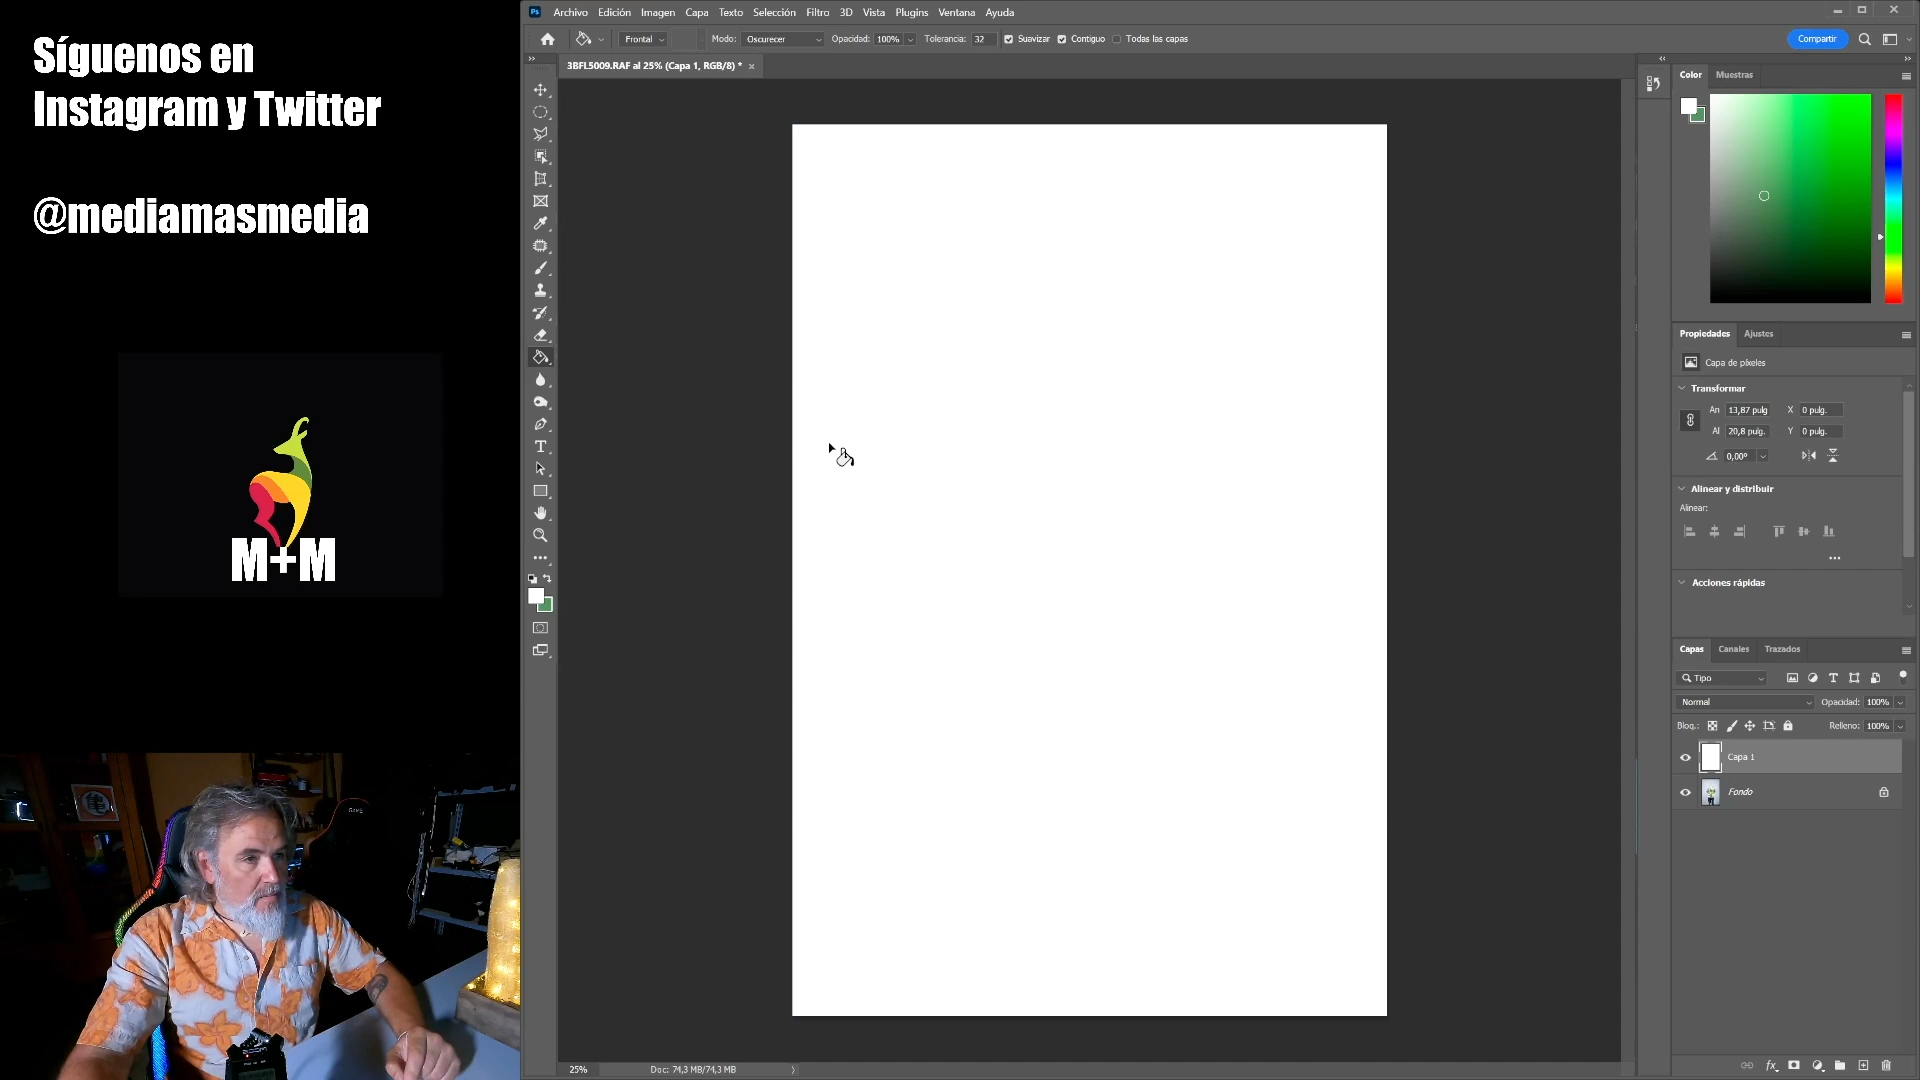 Síguenos en
Instagram y Twitter
@mediamasmedia
M+M
Ps Archivo Edición Imagen Capa Texto Selección Filtro 3D Vista Plugins Ventana Ayuda
Frontal Modo: Oscurecer Opacidad: 100% Tolerancia: 32 Suavizar Contiguo Todas las capas Compartir
3BFL5009.RAF al 25% (Capa 1, RGB/8) *
Color Muestras
Propiedades Ajustes
Capa de píxeles
Transformar
An 13,87 pulg X 0 pulg.
Al 20,8 pulg. Y 0 pulg.
0,00°
Alinear y distribuir
Alinear:
Acciones rápidas
Capas Canales Trazados
Tipo
Normal Opacidad: 100%
Bloq.: Relleno: 100%
Capa 1
Fondo
25% Doc: 74,3 MB/74,3 MB